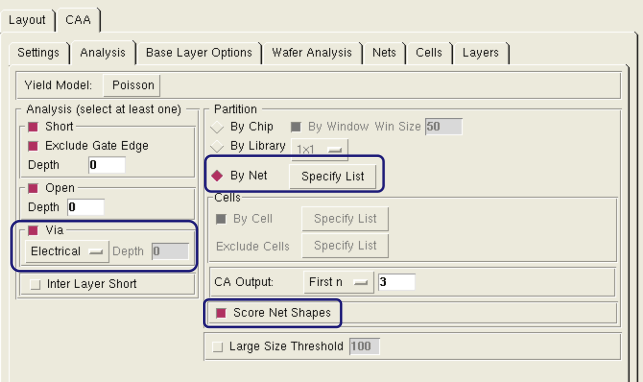 Layout CAA
Settings Analysis Base Layer Options Wafer Analysis Nets Cells Layers
Yield Model: Poisson
Analysis (select at least one)
Short
Exclude Gate Edge
Depth 0
Open
Depth 0
Via
Electrical Depth 0
Inter Layer Short
Partition
By Chip By Window Win Size 50
By Library 1x1
By Net Specify List
Cells
By Cell Specify List
Exclude Cells Specify List
CA Output: First n 3
Score Net Shapes
Large Size Threshold 100